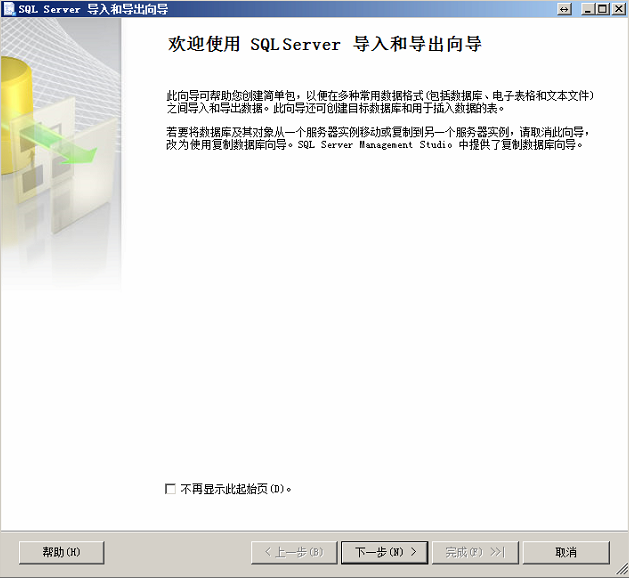 SQL Server 导入和导出向导
欢迎使用 SQL Server 导入和导出向导
此向导可帮助您创建简单包，以便在多种常用数据格式(包括数据库、电子表格和文本文件)
之间导入和导出数据。此向导还可创建目标数据库和用于插入数据的表。
若要将数据库及其对象从一个服务器实例移动或复制到另一个服务器实例，请取消此向导，
改为使用复制数据库向导。SQL Server Management Studio 中提供了复制数据库向导。
不再显示此起始页(D)。
帮助(H)
< 上一步(B)
下一步(N) >
完成(F) >>|
取消